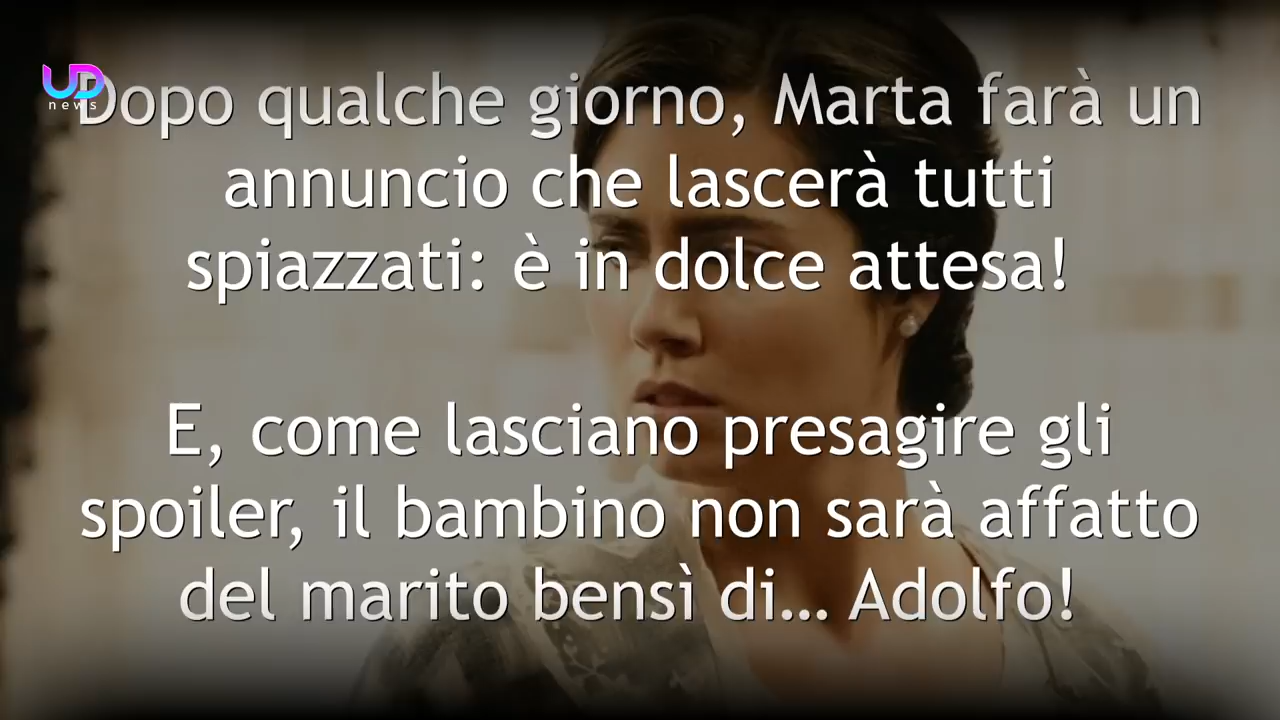 UD
news
Dopo qualche giorno, Marta farà un
annuncio che lascerà tutti
spiazzati: è in dolce attesa!
E, come lasciano presagire gli
spoiler, il bambino non sarà affatto
del marito bensì di... Adolfo!